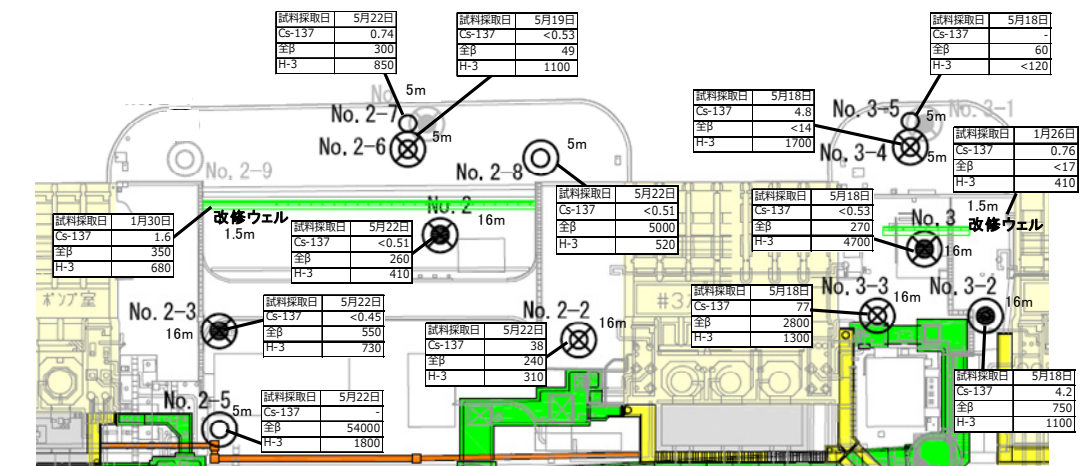 試料採取日 5月22日
Cs-137 0.74
全β 300
H-3 850
試料採取日 5月19日
Cs-137 <0.53
全β 49
H-3 1100
試料採取日 5月18日
Cs-137 -
全β 60
H-3 <120
試料採取日 5月18日
Cs-137 4.8
全β <14
H-3 1700
試料採取日 1月26日
Cs-137 0.76
全β <17
H-3 410
No. 5m
No. 2-7
No. 2-6 5m
No. 2-9
No. 2-8 5m
No. 3-5 5m
No. 3-1
No. 3-4 5m
試料採取日 1月30日
Cs-137 1.6
全β 350
H-3 680
改修ウェル
1.5m
試料採取日 5月22日
Cs-137 <0.51
全β 260
H-3 410
No. 2 16m
試料採取日 5月22日
Cs-137 <0.51
全β 5000
H-3 520
試料採取日 5月18日
Cs-137 <0.53
全β 270
H-3 4700
No. 3
16m
1.5m
改修ウェル
ポンプ室
No. 2-3
16m
試料採取日 5月22日
Cs-137 <0.45
全β 550
H-3 730
試料採取日 5月22日
Cs-137 38
全β 240
H-3 310
No. 2-2
16m
#3
試料採取日 5月18日
Cs-137 77
全β 2800
H-3 1300
No. 3-3
16m
No. 3-2
16m
No. 2-5
5m
試料採取日 5月22日
Cs-137 -
全β 54000
H-3 1800
試料採取日 5月18日
Cs-137 4.2
全β 750
H-3 1100